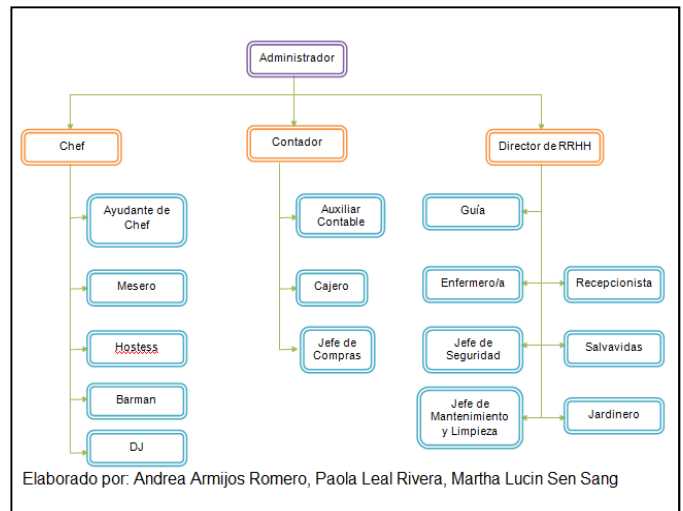 Administrador
Chef
Contador
Director de RRHH
Ayudante de
Chef
Auxiliar
Contable
Guía
Mesero
Cajero
Enfermero/a
Recepcionista
Hostess
Jefe de
Compras
Jefe de
Seguridad
Salvavidas
Barman
Jefe de
Mantenimiento
y Limpieza
Jardinero
DJ
Elaborado por: Andrea Armijos Romero, Paola Leal Rivera, Martha Lucin Sen Sang